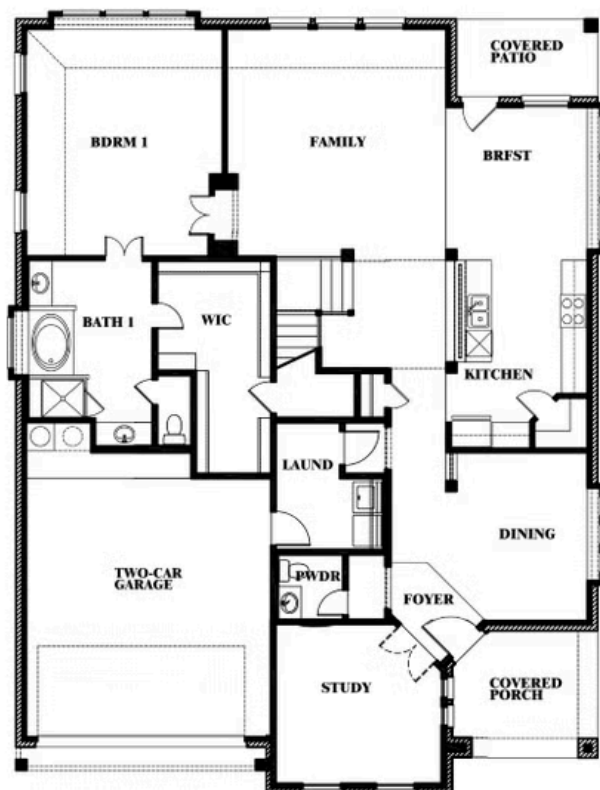 COVERED
PATIO
BDRM 1
FAMILY
BRFST
BATH 1
WIC
KITCHEN
LAUND
DINING
TWO-CAR
GARAGE
PWDR
FOYER
STUDY
COVERED
PORCH